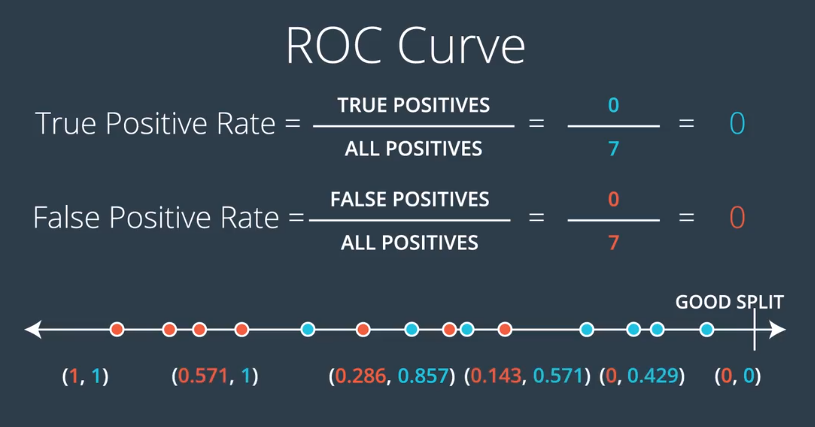 ROC Curve
True Positive Rate = TRUE POSITIVES / ALL POSITIVES = 0 / 7 = 0
False Positive Rate = FALSE POSITIVES / ALL POSITIVES = 0 / 7 = 0
GOOD SPLIT
(1, 1) (0.571, 1) (0.286, 0.857) (0.143, 0.571) (0, 0.429) (0, 0)